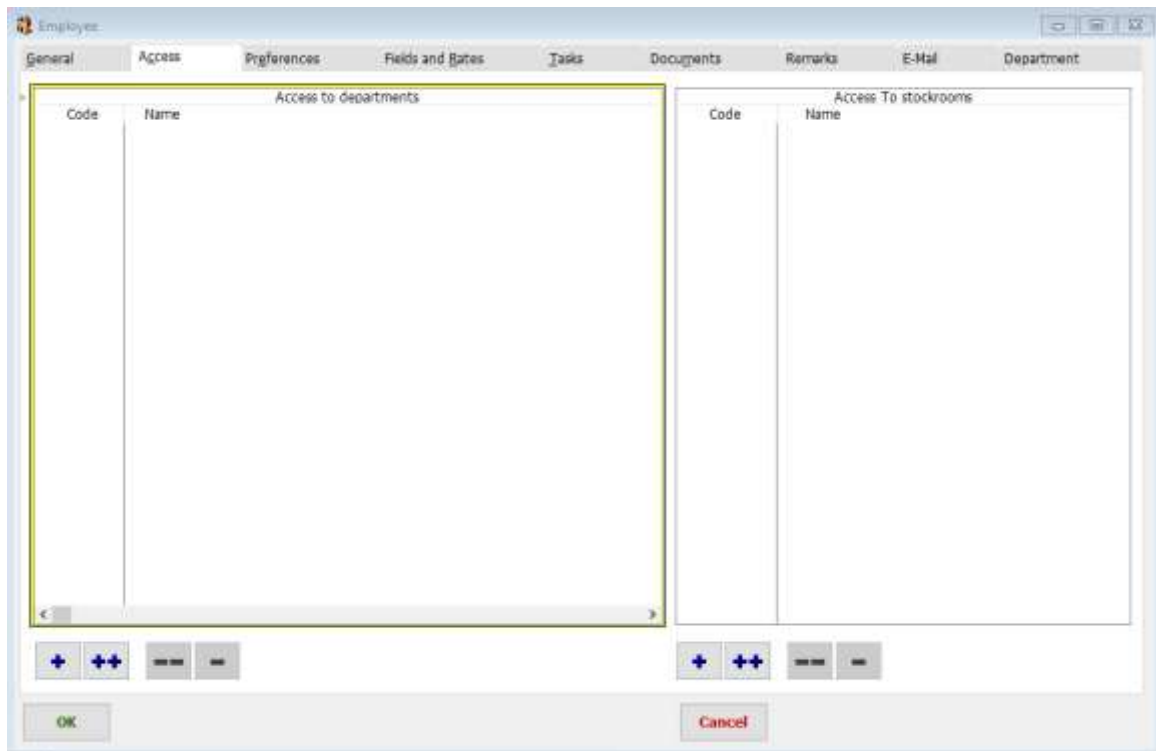 Employee
General Access Preferences Fields and Rates Tasks Documents Remarks E-Mail Department
Access to departments
Code Name
Access To stockrooms
Code Name
+ ++ -- -
+ ++ -- -
OK Cancel